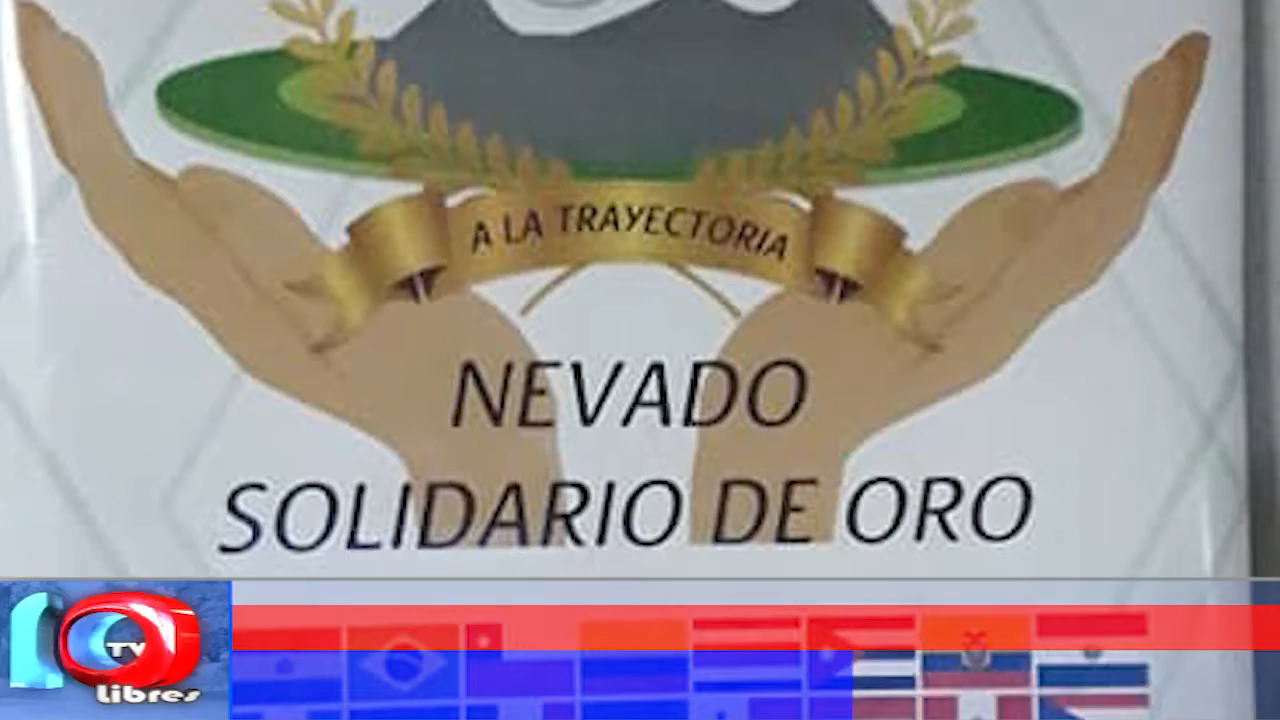 A LA TRAYECTORIA
NEVADO
SOLIDARIO DE ORO
TV
libres